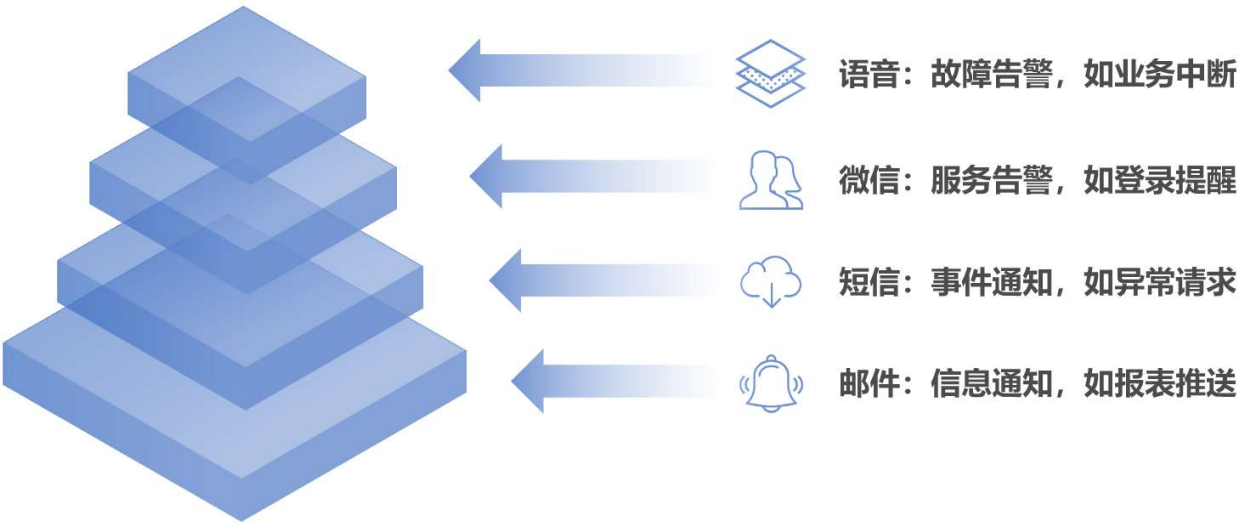 语音：故障告警，如业务中断
微信：服务告警，如登录提醒
短信：事件通知，如异常请求
邮件：信息通知，如报表推送